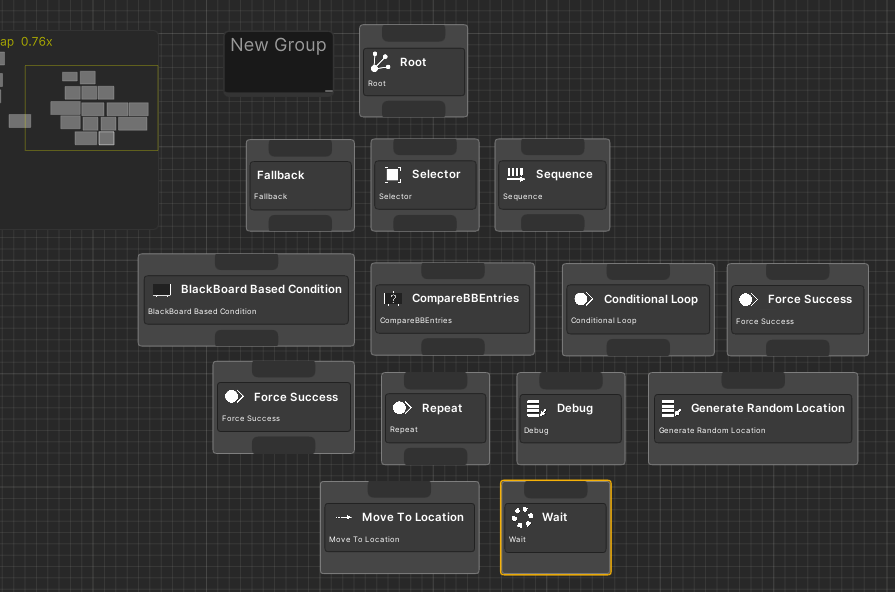 ap 0.76x
New Group
Root
Root
Fallback
Fallback
Selector
Selector
Sequence
Sequence
BlackBoard Based Condition
BlackBoard Based Condition
CompareBBEntries
CompareBBEntries
Conditional Loop
Conditional Loop
Force Success
Force Success
Force Success
Force Success
Repeat
Repeat
Debug
Debug
Generate Random Location
Generate Random Location
Move To Location
Move To Location
Wait
Wait